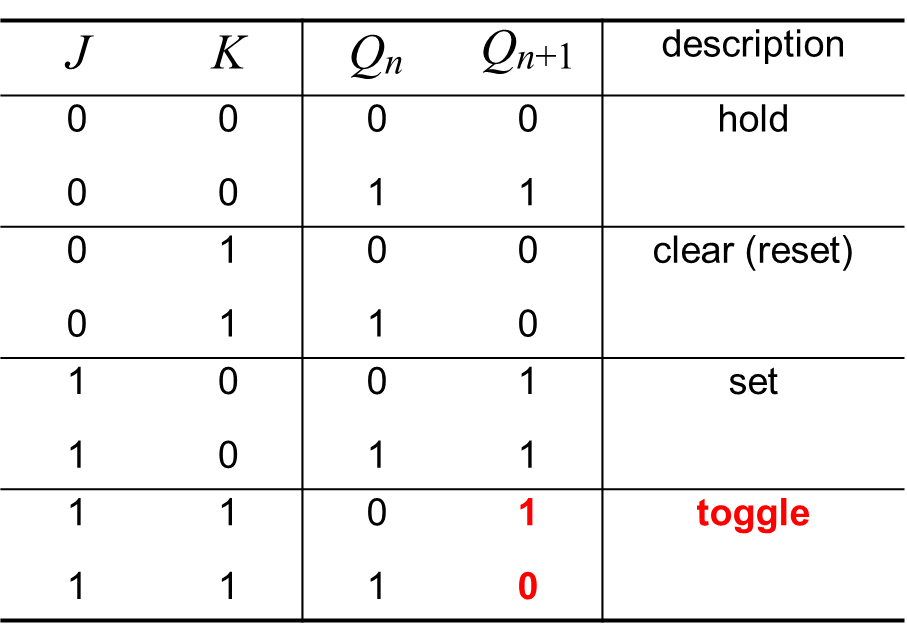 J K Qn Qn+1 description
0 0 0 0 hold
0 0 1 1
0 1 0 0 clear (reset)
0 1 1 0
1 0 0 1 set
1 0 1 1
1 1 0 1 toggle
1 1 1 0